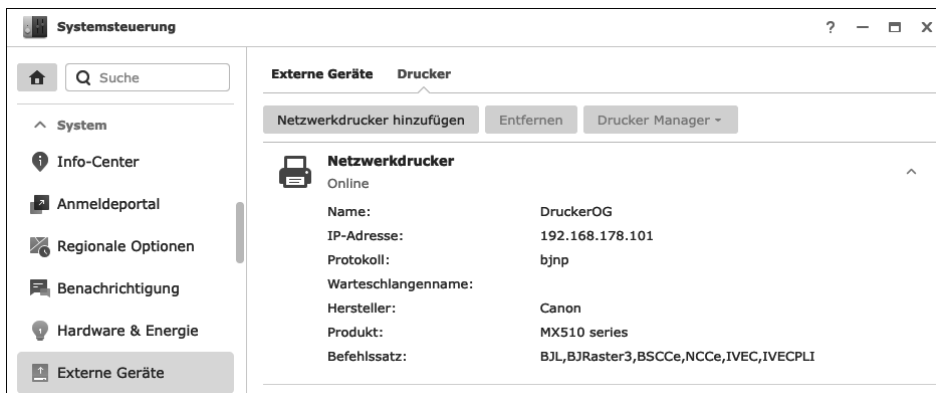 Systemsteuerung
Suche
System
Info-Center
Anmeldeportal
Regionale Optionen
Benachrichtigung
Hardware & Energie
Externe Geräte
Externe Geräte Drucker
Netzwerkdrucker hinzufügen Entfernen Drucker Manager
Netzwerkdrucker
Online
Name: DruckerOG
IP-Adresse: 192.168.178.101
Protokoll: bjnp
Warteschlangenname:
Hersteller: Canon
Produkt: MX510 series
Befehlssatz: BJL,BJRaster3,BSCCe,NCCe,IVEC,IVECPLI